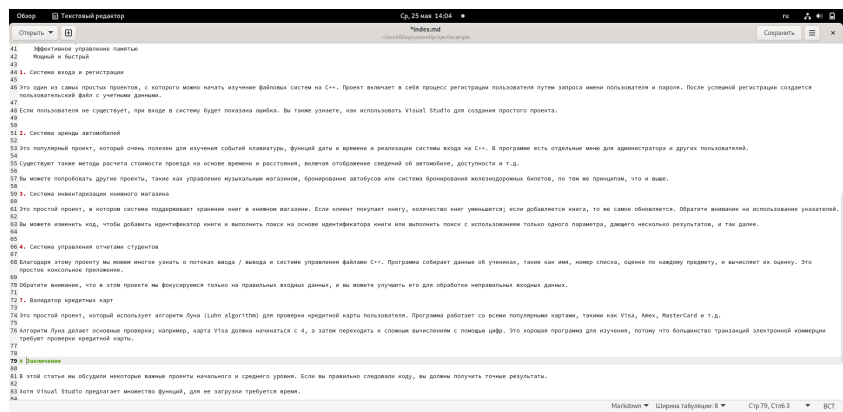 Обзор Текстовый редактор Ср, 25 мая 14:04 ru
Открыть *index.md Сохранить
~/work/blog/content/project/example
41 Эффективное управление памятью
42 Мощный и быстрый
43
44 1. Система входа и регистрации
45
46 Это один из самых простых проектов, с которого можно начать изучение файловых систем на C++. Проект включает в себя процесс регистрации пользователя путем запроса имени пользователя и пароля. После успешной регистрации создается
пользовательский файл с учетными данными.
47
48 Если пользователя не существует, при входе в систему будет показана ошибка. Вы также узнаете, как использовать Visual Studio для создания простого проекта.
49
50
51 2. Система аренды автомобилей
52
53 Это популярный проект, который очень полезен для изучения событий клавиатуры, функций даты и времени и реализации системы входа на C++. В программе есть отдельные меню для администратора и других пользователей.
54
55 Существуют также методы расчета стоимости проезда на основе времени и расстояния, включая отображение сведений об автомобиле, доступности и т.д.
56
57 Вы можете попробовать другие проекты, такие как управление музыкальным магазином, бронирование автобусов или система бронирования железнодорожных билетов, по тем же принципам, что и выше.
58
59 3. Система инвентаризации книжного магазина
60
61 Это простой проект, в котором система поддерживает хранение книг в книжном магазине. Если клиент покупает книгу, количество книг уменьшится; если добавляется книга, то же самое обновляется. Обратите внимание на использование указателей.
62
63 Вы можете изменить код, чтобы добавить идентификатор книги и выполнить поиск на основе идентификатора книги или выполнить поиск с использованием только одного параметра, дающего несколько результатов, и так далее.
64
65
66 4. Система управления отчетами студентов
67
68 Благодаря этому проекту мы можем многое узнать о потоках ввода / вывода и системе управления файлами C++. Программа собирает данные об учениках, такие как имя, номер списка, оценки по каждому предмету, и вычисляет их оценку. Это
простое консольное приложение.
69
70 Обратите внимание, что в этом проекте мы фокусируемся только на правильных входных данных, и вы можете улучшить его для обработки неправильных входных данных.
71
72 7. Валидатор кредитных карт
73
74 Это простой проект, который использует алгоритм Луна (Luhn algorithm) для проверки кредитной карты пользователя. Программа работает со всеми популярными картами, такими как Visa, Amex, MasterCard и т.д.
75
76 Алгоритм Луна делает основные проверки; например, карта Visa должна начинаться с 4, а затем переходить к сложным вычислениям с помощью цифр. Это хорошая программа для изучения, потому что большинство транзакций электронной коммерции
требуют проверки кредитной карты.
77
78
79 # Заключение
80
81 В этой статье мы обсудили некоторые важные проекты начального и среднего уровня. Если вы правильно следовали коду, вы должны получить точные результаты.
82
83 Хотя Visual Studio предлагает множество функций, для ее загрузки требуется время.
84
Markdown Ширина табуляции: 8 Стр 79, Стлб 3 ВСТ